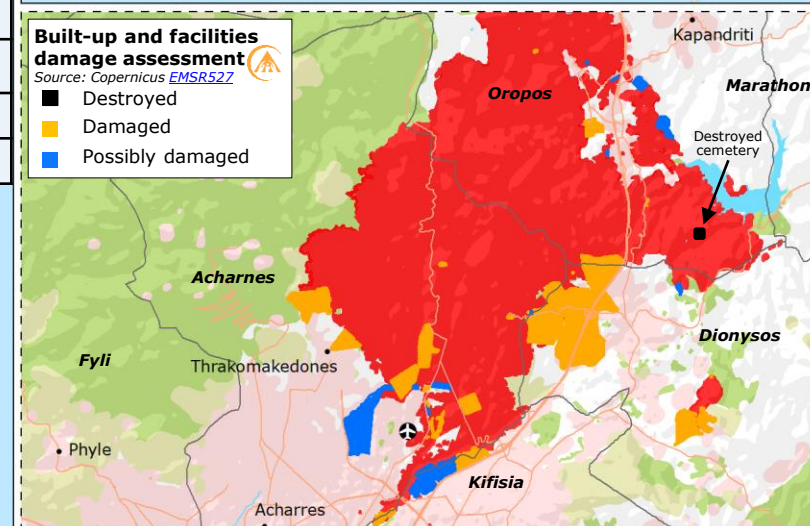 Built-up and facilities
damage assessment
Source: Copernicus EMSR527
Destroyed
Damaged
Possibly damaged
Kapandriti
Oropos
Marathon
Destroyed
cemetery
Acharnes
Dionysos
Fyli
Thrakomakedones
Phyle
Kifisia
Acharres